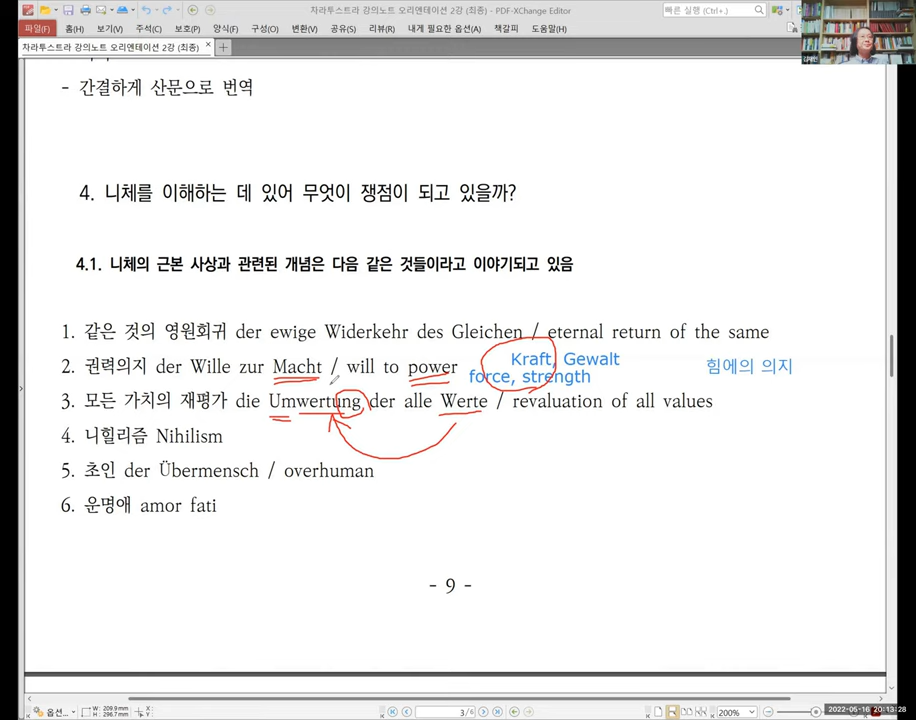 차라투스트라 강의노트 오리엔테이션 2강 (최종) - PDF-XChange Editor
빠른 실행 (Ctrl+.)
파일(F) 홈(H) 보기(V) 주석(C) 보호(P) 양식(F) 구성(O) 변환(V) 공유(S) 리뷰(R) 내게 필요한 옵션(A) 책갈피 도움말(H)
차라투스트라 강의노트 오리엔테이션 2강 (최종)
- 간결하게 산문으로 번역
4. 니체를 이해하는 데 있어 무엇이 쟁점이 되고 있을까?
4.1. 니체의 근본 사상과 관련된 개념은 다음 같은 것들이라고 이야기되고 있음
1. 같은 것의 영원회귀 der ewige Widerkehr des Gleichen / eternal return of the same
2. 권력의지 der Wille zur Macht / will to power Kraft, Gewalt
force, strength
힘에의 의지
3. 모든 가치의 재평가 die Umwertung der alle Werte / revaluation of all values
4. 니힐리즘 Nihilism
5. 초인 der Übermensch / overhuman
6. 운명애 amor fati
- 9 -
옵션... W: 209.9mm X:
H: 296.7mm Y:
3/6
200%
2022-05-16 20:13:28